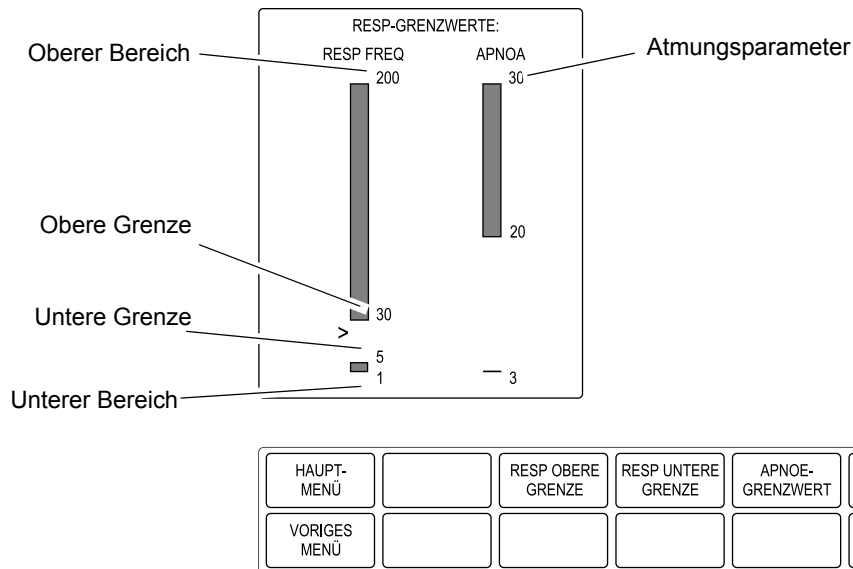 RESP-GRENZWERTE:
Oberer Bereich
RESP FREQ
APNOA
Atmungsparameter
200
30
20
Obere Grenze
30
Untere Grenze
>
5
1
3
Unterer Bereich
HAUPT-
MENÜ
RESP OBERE
GRENZE
RESP UNTERE
GRENZE
APNOE-
GRENZWERT
VORIGES
MENÜ